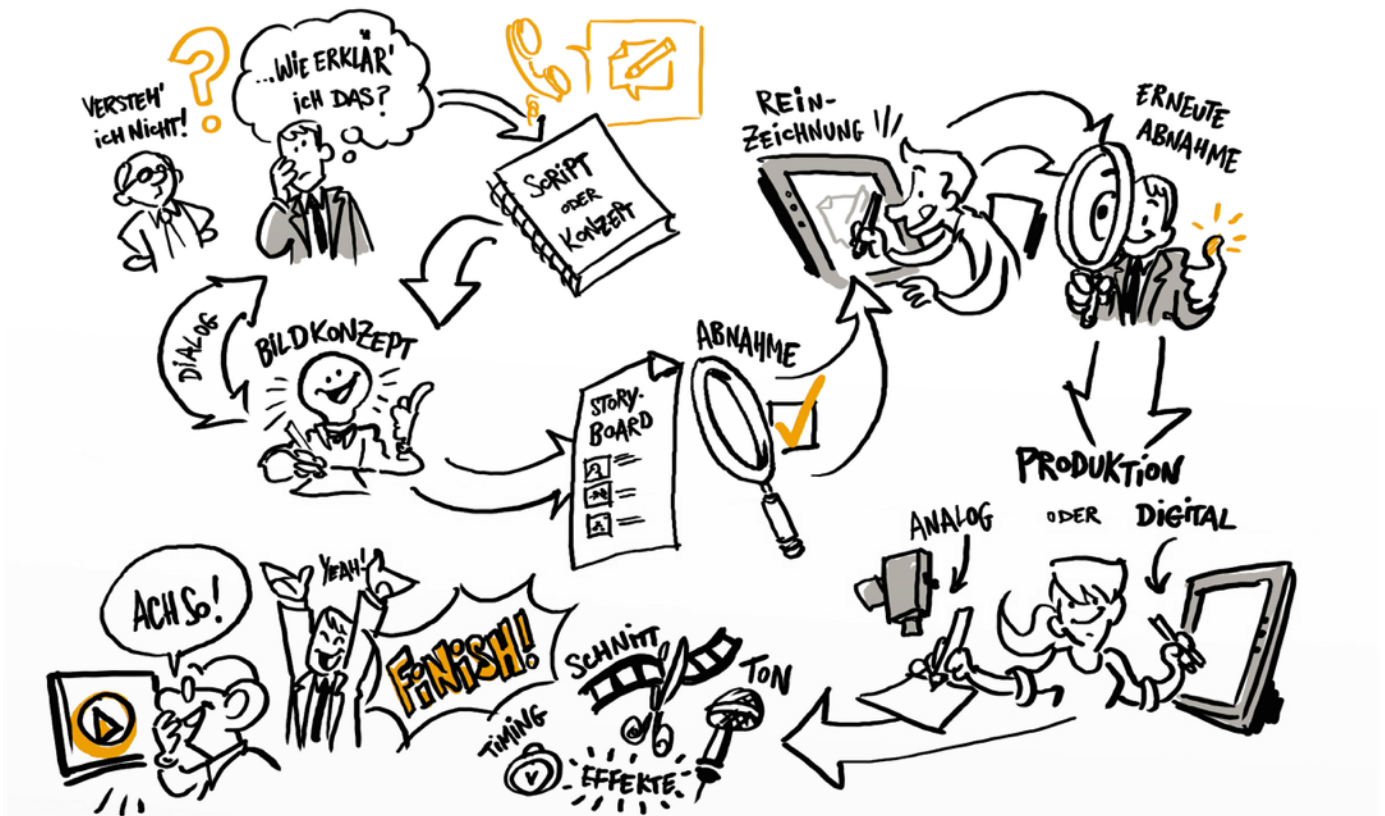 VERSTEH'
ICH NICHT!
?
...WIE ERKLÄR'
ICH DAS?
SCRIPT
ODER
KONZEPT
DIALOG
BILDKONZEPT
STORY-
BOARD
ABNAHME
REIN-
ZEICHNUNG
ERNEUTE
ABNAHME
PRODUKTION
ANALOG ODER DIGITAL
SCHNITT
TON
TIMING
EFFEKTE
FINISH!
YEAH!
ACH SO!